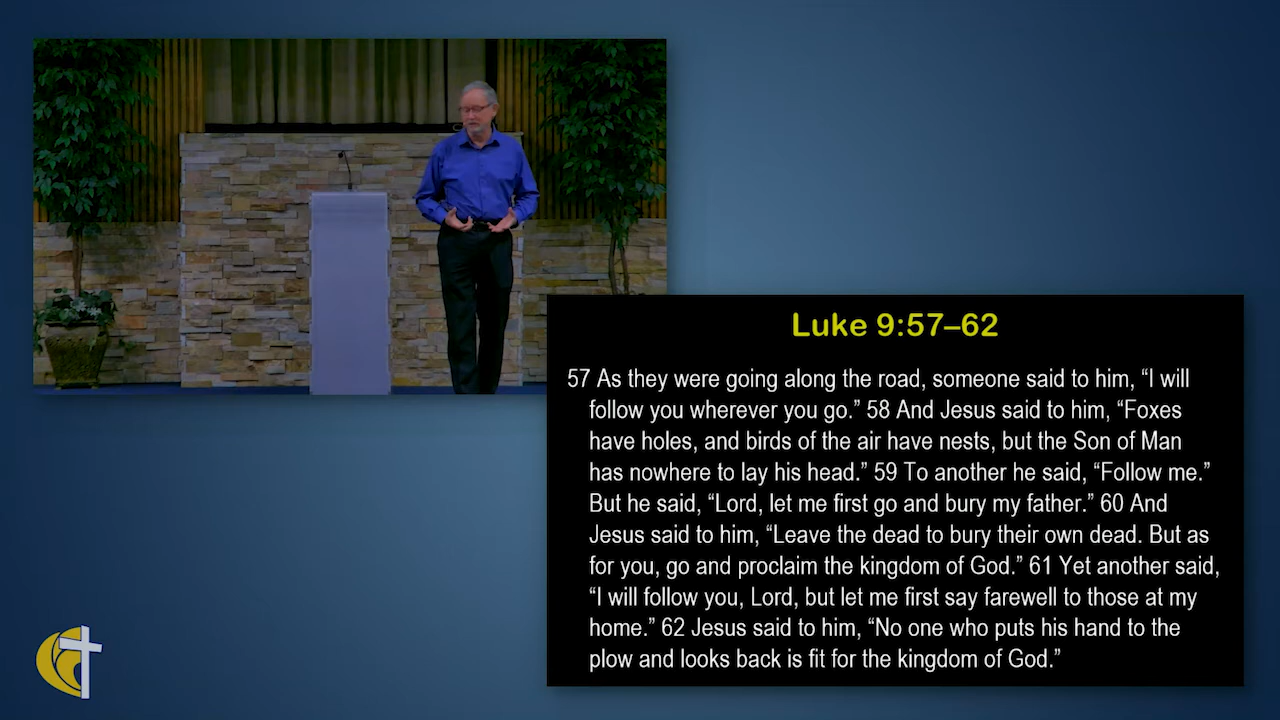 Luke 9:57–62
57 As they were going along the road, someone said to him, “I will
follow you wherever you go.” 58 And Jesus said to him, “Foxes
have holes, and birds of the air have nests, but the Son of Man
has nowhere to lay his head.” 59 To another he said, “Follow me.”
But he said, “Lord, let me first go and bury my father.” 60 And
Jesus said to him, “Leave the dead to bury their own dead. But as
for you, go and proclaim the kingdom of God.” 61 Yet another said,
“I will follow you, Lord, but let me first say farewell to those at my
home.” 62 Jesus said to him, “No one who puts his hand to the
plow and looks back is fit for the kingdom of God.”